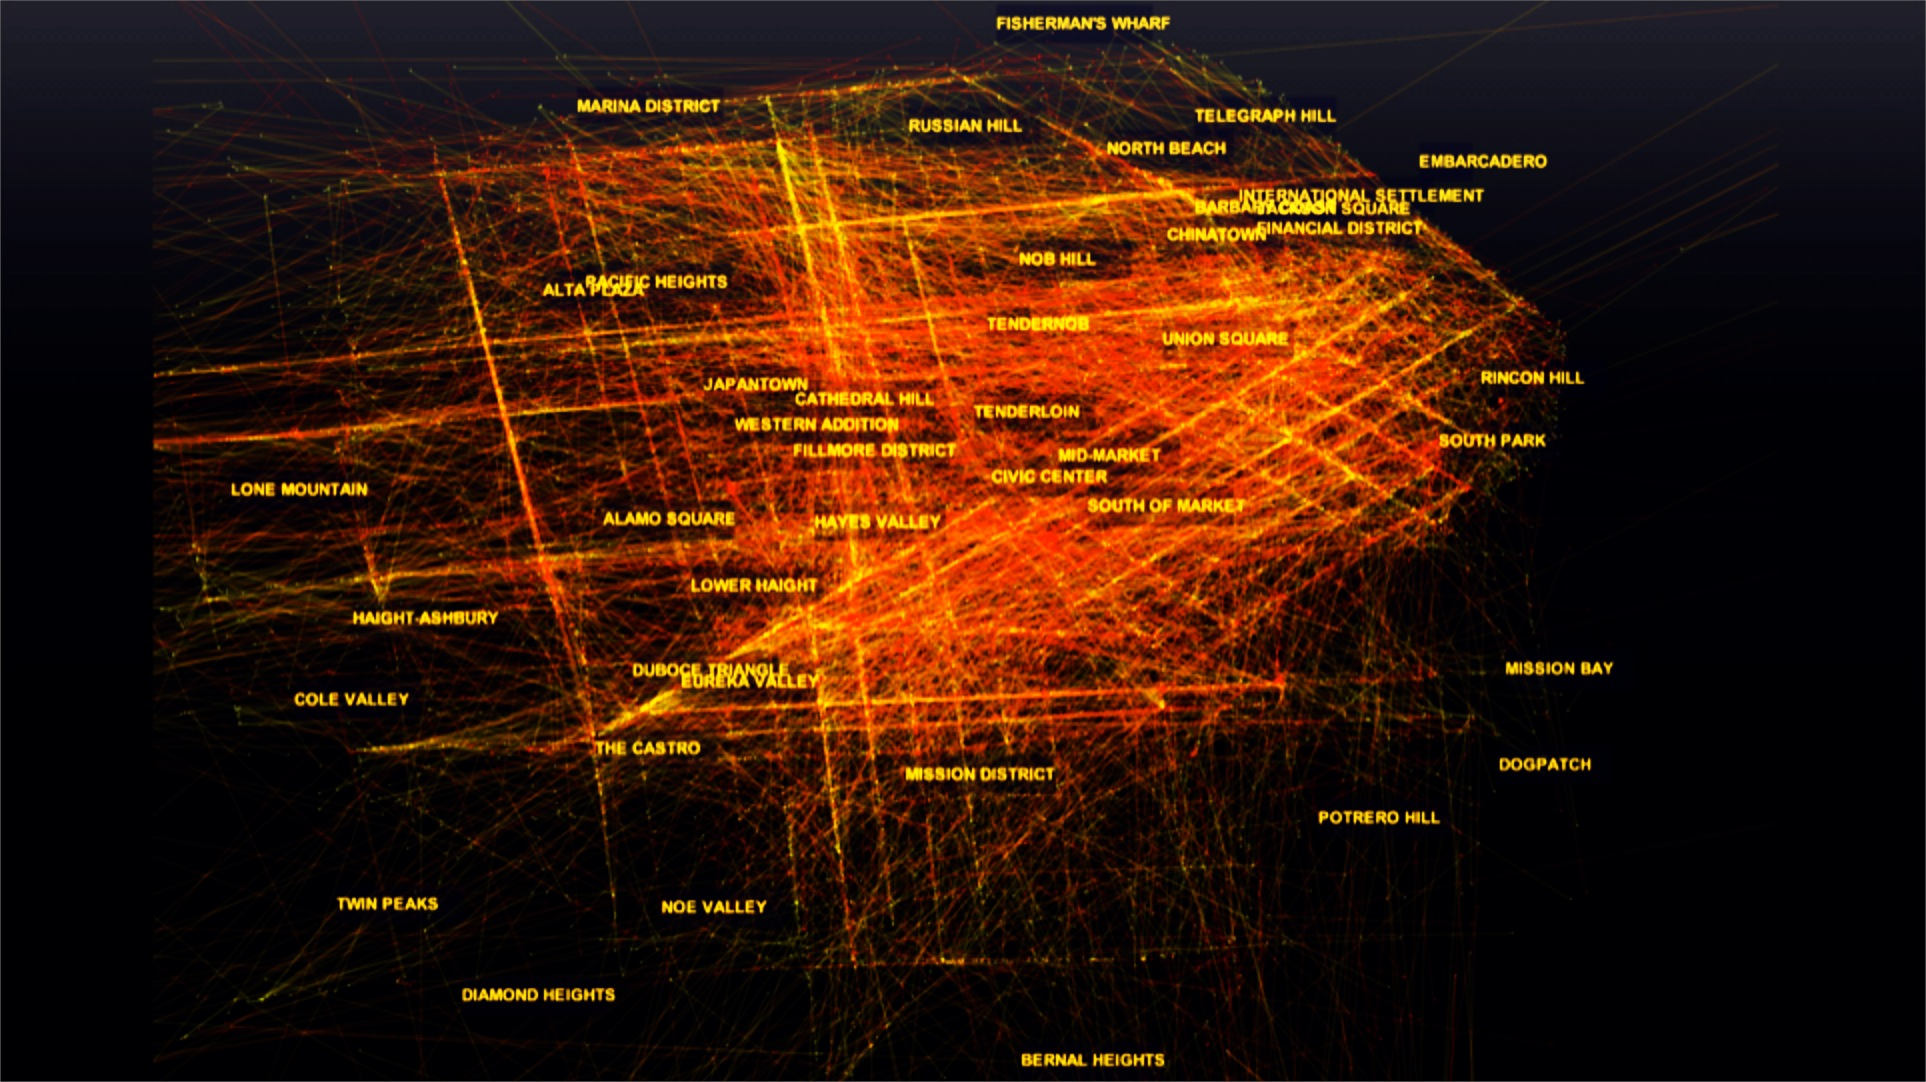 FISHERMAN'S WHARF
MARINA DISTRICT
TELEGRAPH HILL
RUSSIAN HILL
NORTH BEACH
EMBARCADERO
INTERNATIONAL SETTLEMENT
JACKSON SQUARE
FINANCIAL DISTRICT
CHINATOWN
NOB HILL
PACIFIC HEIGHTS
ALTA PLAZA
TENDERNOB
UNION SQUARE
RINCON HILL
JAPANTOWN
CATHEDRAL HILL
TENDERLOIN
WESTERN ADDITION
SOUTH PARK
FILLMORE DISTRICT
MID-MARKET
CIVIC CENTER
LONE MOUNTAIN
SOUTH OF MARKET
ALAMO SQUARE
HAYES VALLEY
LOWER HAIGHT
HAIGHT-ASHBURY
MISSION BAY
DUBOCE TRIANGLE
EUREKA VALLEY
COLE VALLEY
THE CASTRO
DOGPATCH
MISSION DISTRICT
POTRERO HILL
TWIN PEAKS
NOE VALLEY
DIAMOND HEIGHTS
BERNAL HEIGHTS